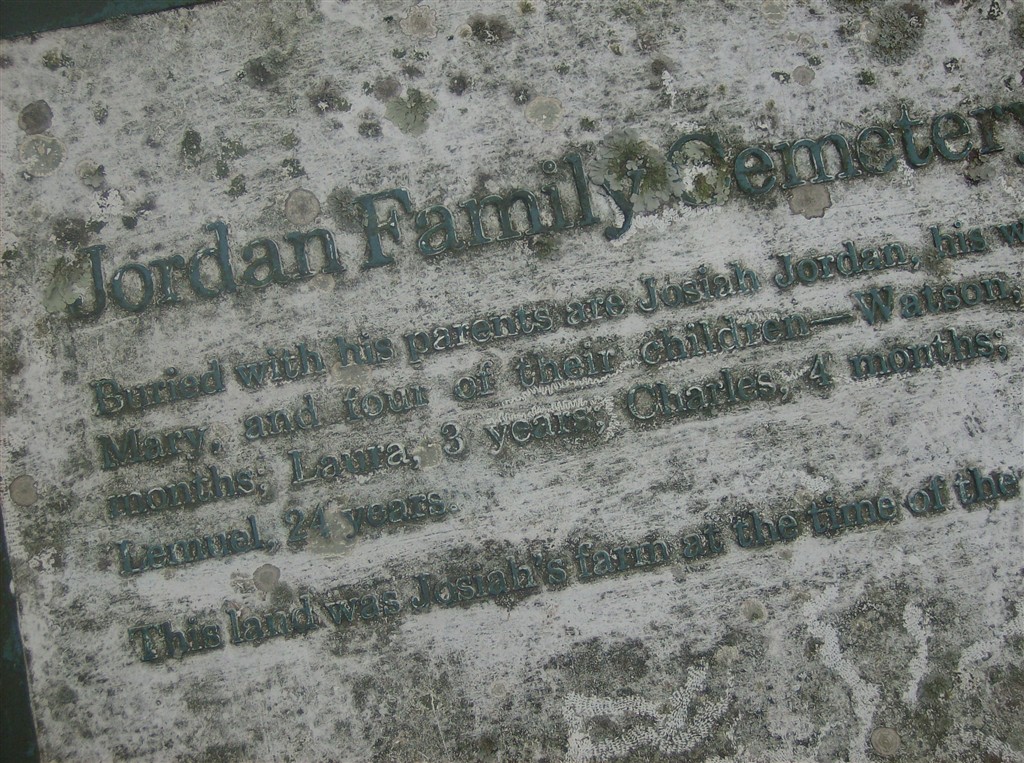 Jordan Family Cemetery
Buried with his parents are Josiah Jordan, his
Mary, and four of their children—Watson,
months; Laura, 3 years; Charles, 4 months;
Lemuel, 24 years.
This land was Josiah's farm at the time of the